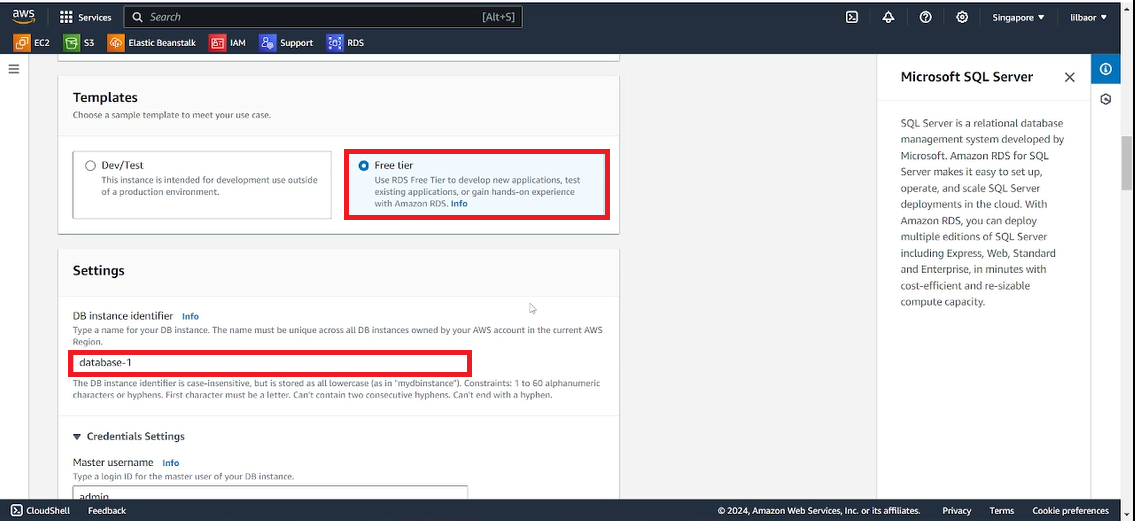 aws Services Search [Alt+S] Singapore ▼ lilbaor ▼
EC2 S3 Elastic Beanstalk IAM Support RDS
Templates
Choose a sample template to meet your use case.
Dev/Test
This instance is intended for development use outside
of a production environment.
Free tier
Use RDS Free Tier to develop new applications, test
existing applications, or gain hands-on experience
with Amazon RDS. Info
Settings
DB instance identifier Info
Type a name for your DB instance. The name must be unique across all DB instances owned by your AWS account in the current AWS
Region.
database-1
The DB instance identifier is case-insensitive, but is stored as all lowercase (as in "mydbinstance"). Constraints: 1 to 60 alphanumeric
characters or hyphens. First character must be a letter. Can't contain two consecutive hyphens. Can't end with a hyphen.
▼ Credentials Settings
Master username Info
Type a login ID for the master user of your DB instance.
admin
Microsoft SQL Server
SQL Server is a relational database
management system developed by
Microsoft. Amazon RDS for SQL
Server makes it easy to set up,
operate, and scale SQL Server
deployments in the cloud. With
Amazon RDS, you can deploy
multiple editions of SQL Server
including Express, Web, Standard
and Enterprise, in minutes with
cost-efficient and re-sizable
compute capacity.
CloudShell Feedback © 2024, Amazon Web Services, Inc. or its affiliates. Privacy Terms Cookie preferences